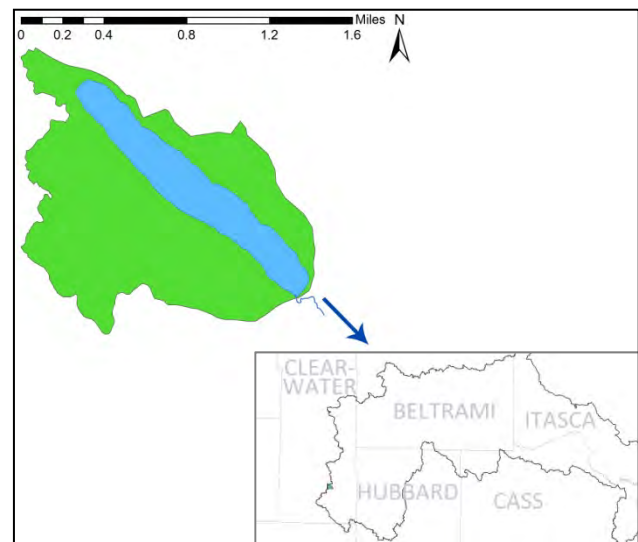 Miles N
0 0.2 0.4 0.8 1.2 1.6
CLEAR-
WATER
BELTRAMI
ITASCA
HUBBARD
CASS